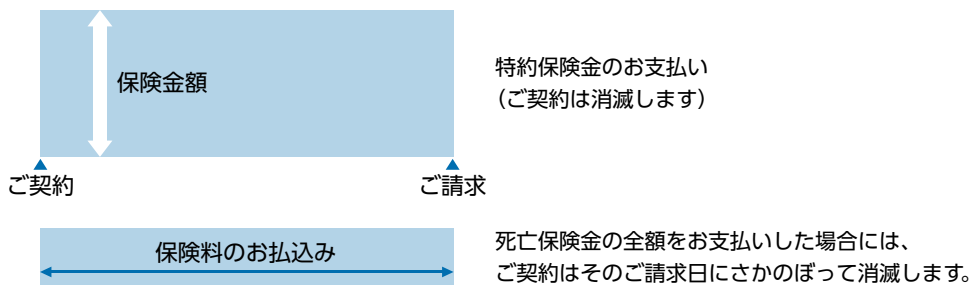 保険金額
特約保険金のお支払い
（ご契約は消滅します）
ご契約
ご請求
保険料のお払込み
死亡保険金の全額をお支払いした場合には、
ご契約はそのご請求日にさかのぼって消滅します。